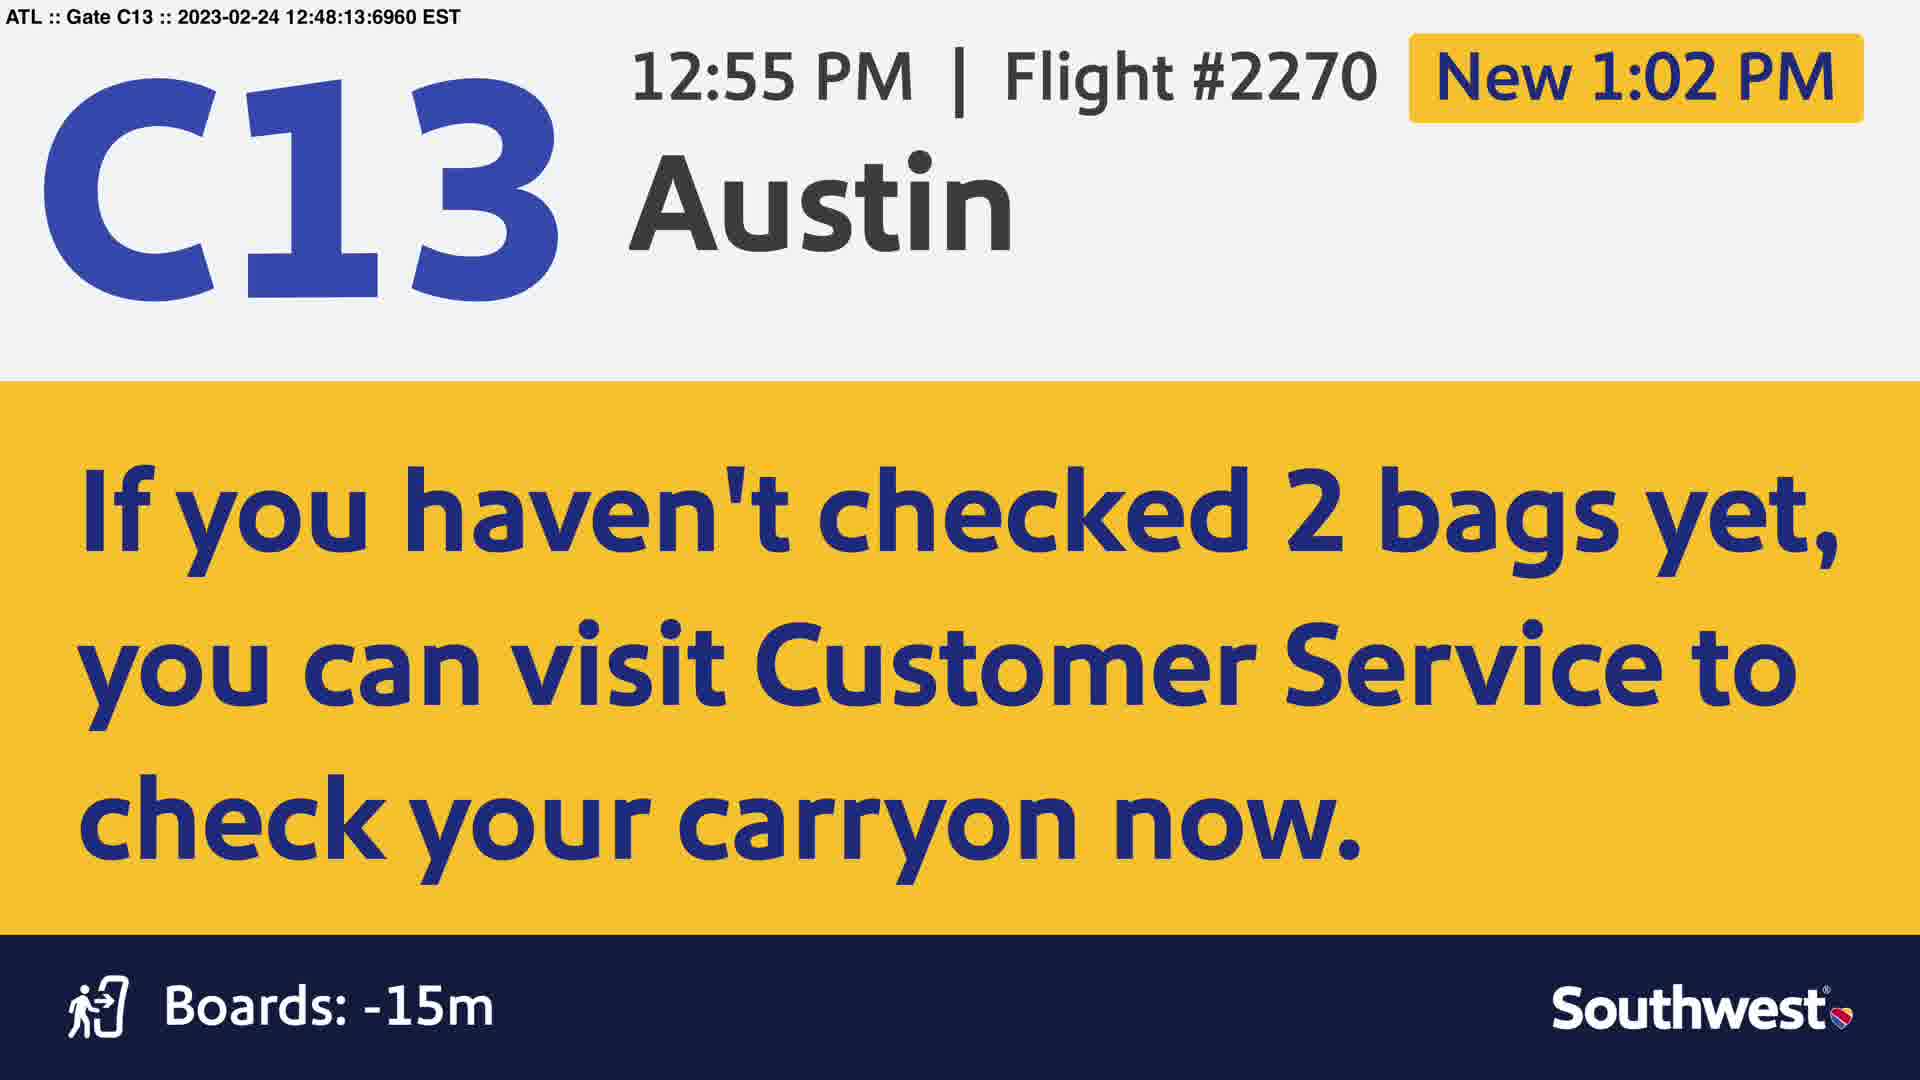 ATL :: Gate C13 :: 2023-02-24 12:48:13:6960 EST
C13
12:55 PM | Flight #2270
New 1:02 PM
Austin
If you haven't checked 2 bags yet,
you can visit Customer Service to
check your carryon now.
Boards: -15m
Southwest®